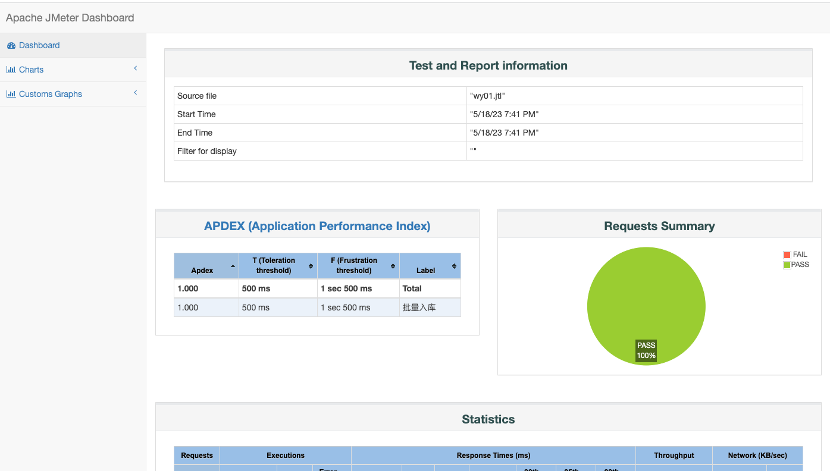 Apache JMeter Dashboard
Dashboard
Charts
Customs Graphs
Test and Report information
Source file "wy01.jtl"
Start Time "5/18/23 7:41 PM"
End Time "5/18/23 7:41 PM"
Filter for display ""
APDEX (Application Performance Index)
Apdex T (Toleration threshold) F (Frustration threshold) Label
1.000 500 ms 1 sec 500 ms Total
1.000 500 ms 1 sec 500 ms 批量入库
Requests Summary
FAIL
PASS
PASS
100%
Statistics
Requests Executions Response Times (ms) Throughput Network (KB/sec)